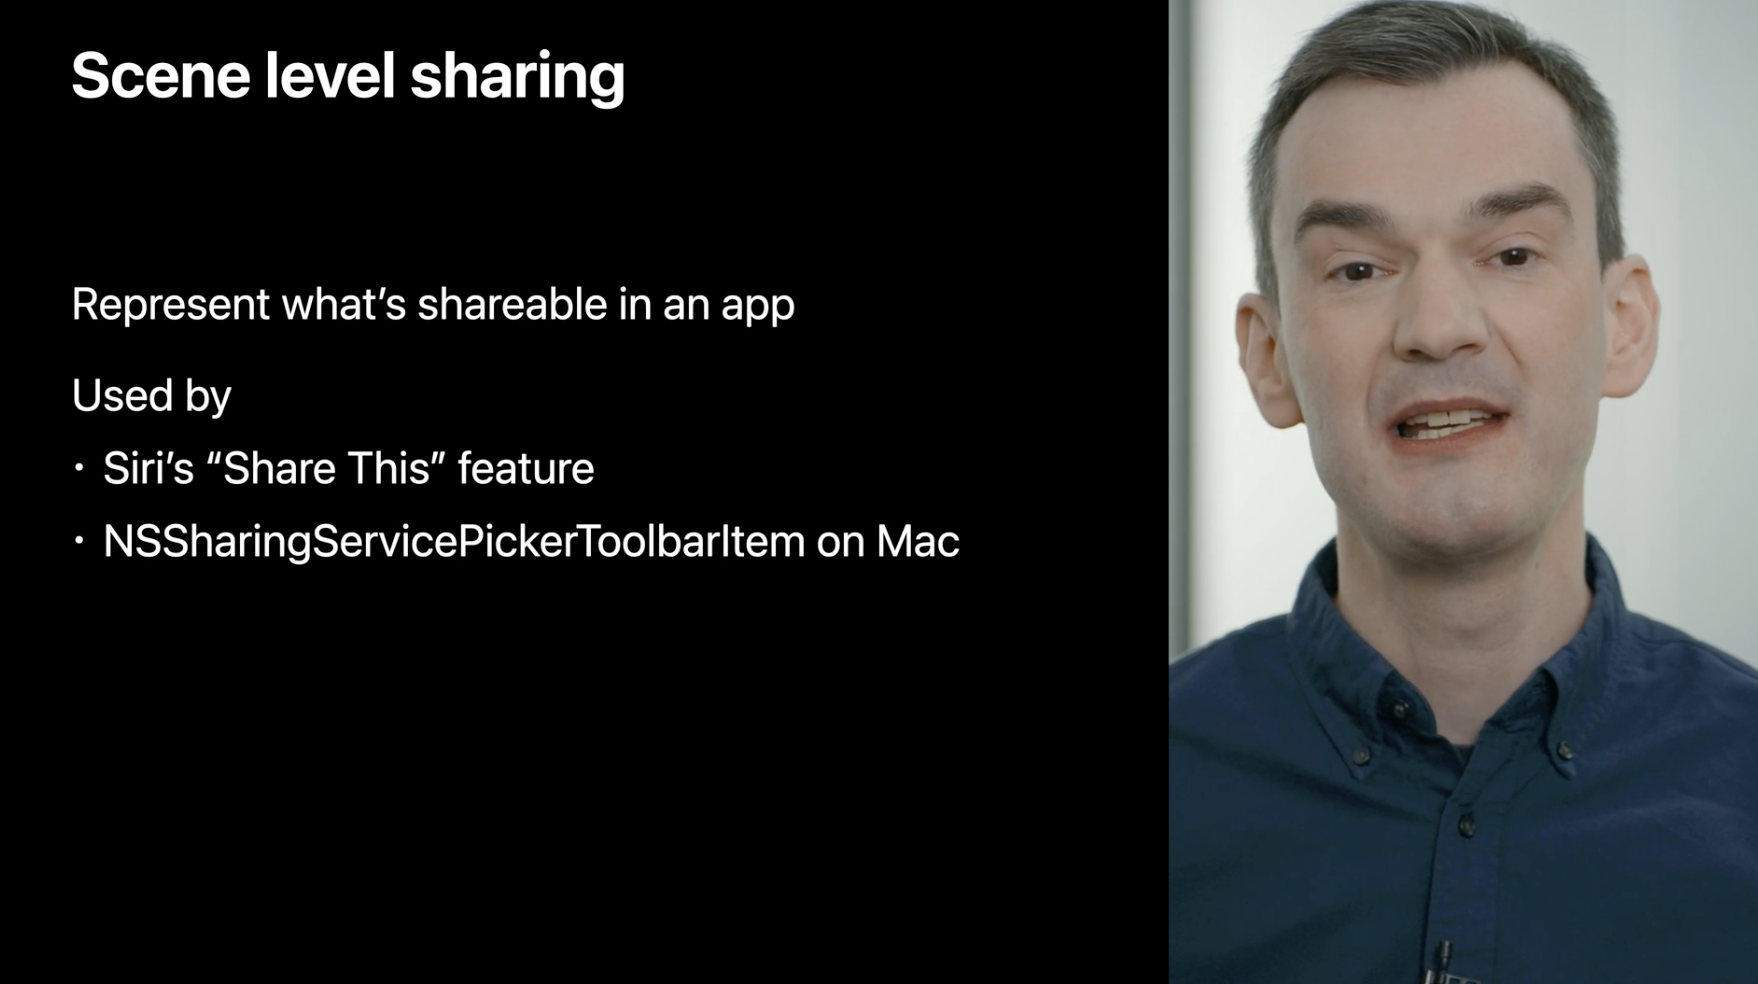 Scene level sharing
Represent what’s shareable in an app
Used by
• Siri’s “Share This” feature
• NSSharingServicePickerToolbarItem on Mac